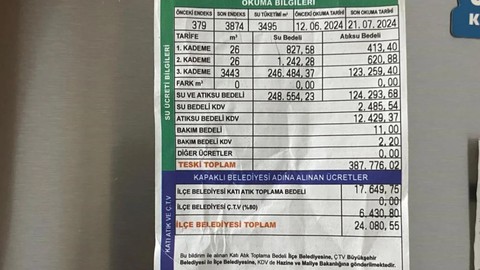 OKUMA BİLGİLERİ
ÖNCEKİ ENDEKS SON ENDEKS SU TÜKETİMİ m³ ÖNCEKİ OKUMA TARİHİ SON OKUMA TARİHİ
379 3874 3495 12.06.2024 21.07.2024
TARİFE m³ Su Bedeli Atıksu Bedeli
1. KADEME 26 827,58 413,40
2. KADEME 26 1.242,28 620,88
3. KADEME 3443 246.484,37 123.259,40
FARK m³ 0 0,00 0,00
SU VE ATIKSU BEDELİ 248.554,23 124.293,68
SU BEDELİ KDV 2.485,54
ATIKSU BEDELİ KDV 12.429,37
BAKIM BEDELİ 11,00
BAKIM BEDELİ KDV 2,20
DİĞER ÜCRETLER 0,00
TESKİ TOPLAM 387.776,02
KAPAKLI BELEDİYESİ ADINA ALINAN ÜCRETLER
İLÇE BELEDİYESİ KATI ATIK TOPLAMA BEDELİ 17.649,75
0,00
İLÇE BELEDİYESİ Ç.T.V (%80) 6.430,80
İLÇE BELEDİYESİ TOPLAM 24.080,55
Bu bildirim ile alınan Katı Atık Toplama Bedeli İlçe Belediyesine, ÇTV Büyükşehir
Belediyesi ile İlçe Belediyesine, KDV de Hazine ve Maliye Bakanlığına gönderilmektedir.
SU ÜCRETİ BİLGİLERİ
KATI ATIK VE Ç.T.V